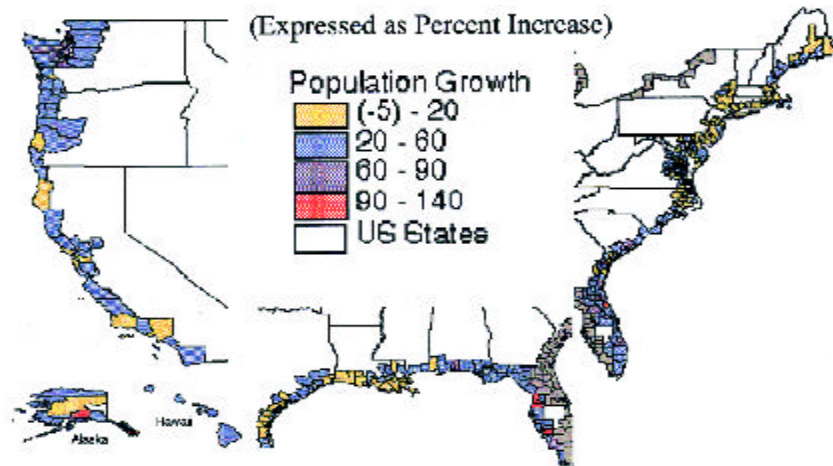 (Expressed as Percent Increase)
Population Growth
(-5) - 20
20 - 60
60 - 90
90 - 140
US States
Hawaii
Alaska